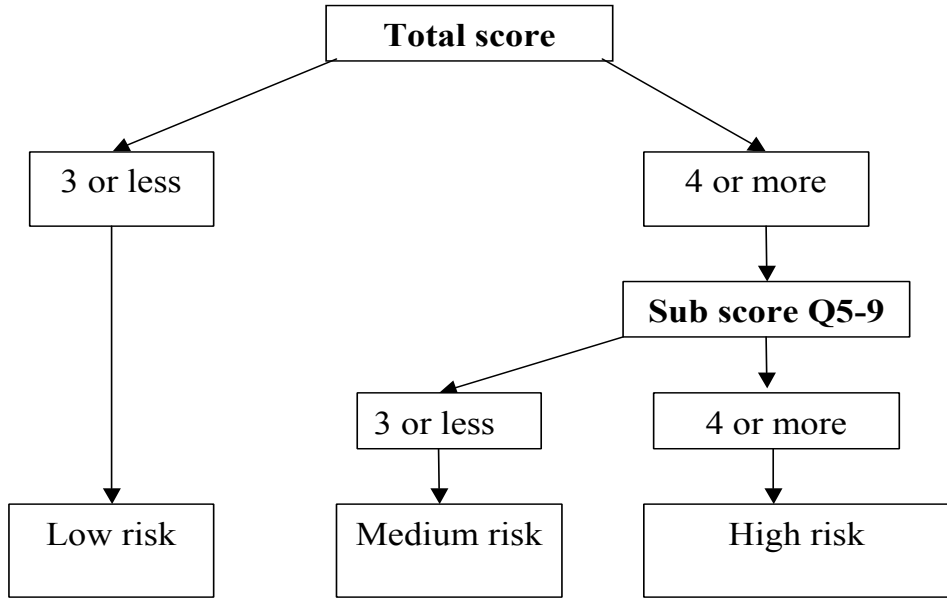 Total score
3 or less
4 or more
Sub score Q5-9
3 or less
4 or more
Low risk
Medium risk
High risk